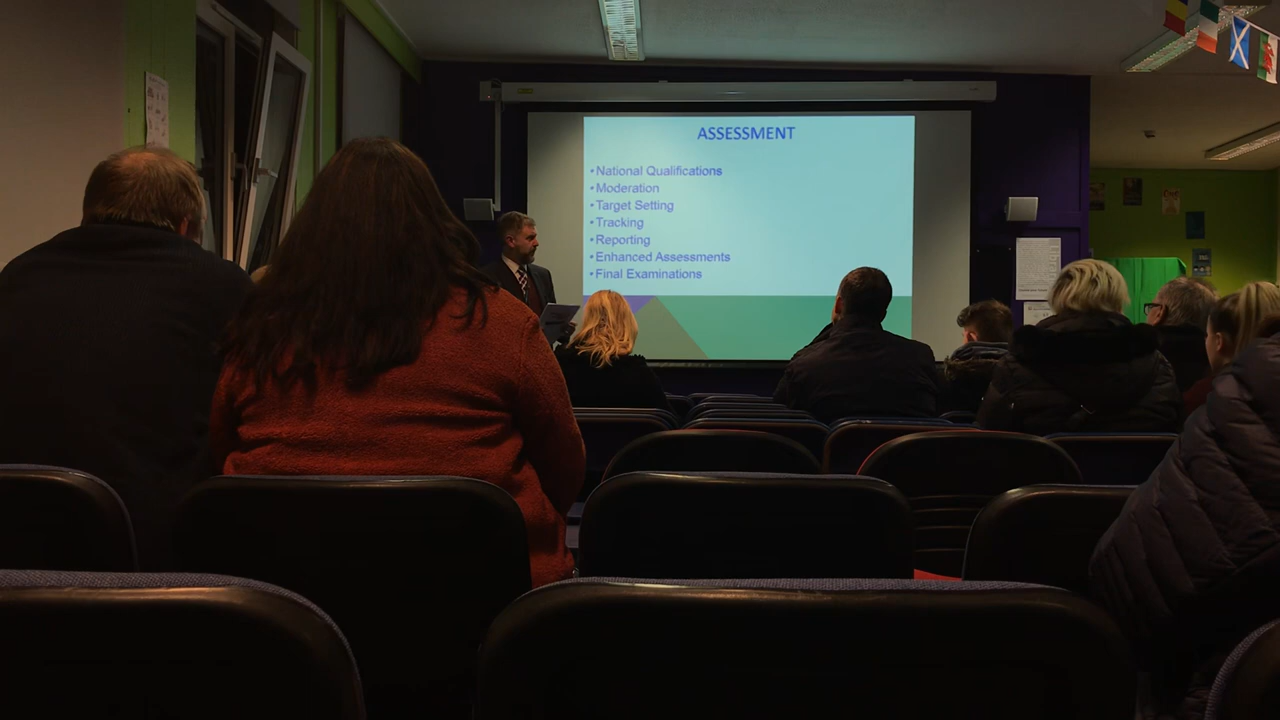 ASSESSMENT
•National Qualifications
•Moderation
•Target Setting
•Tracking
•Reporting
•Enhanced Assessments
•Final Examinations